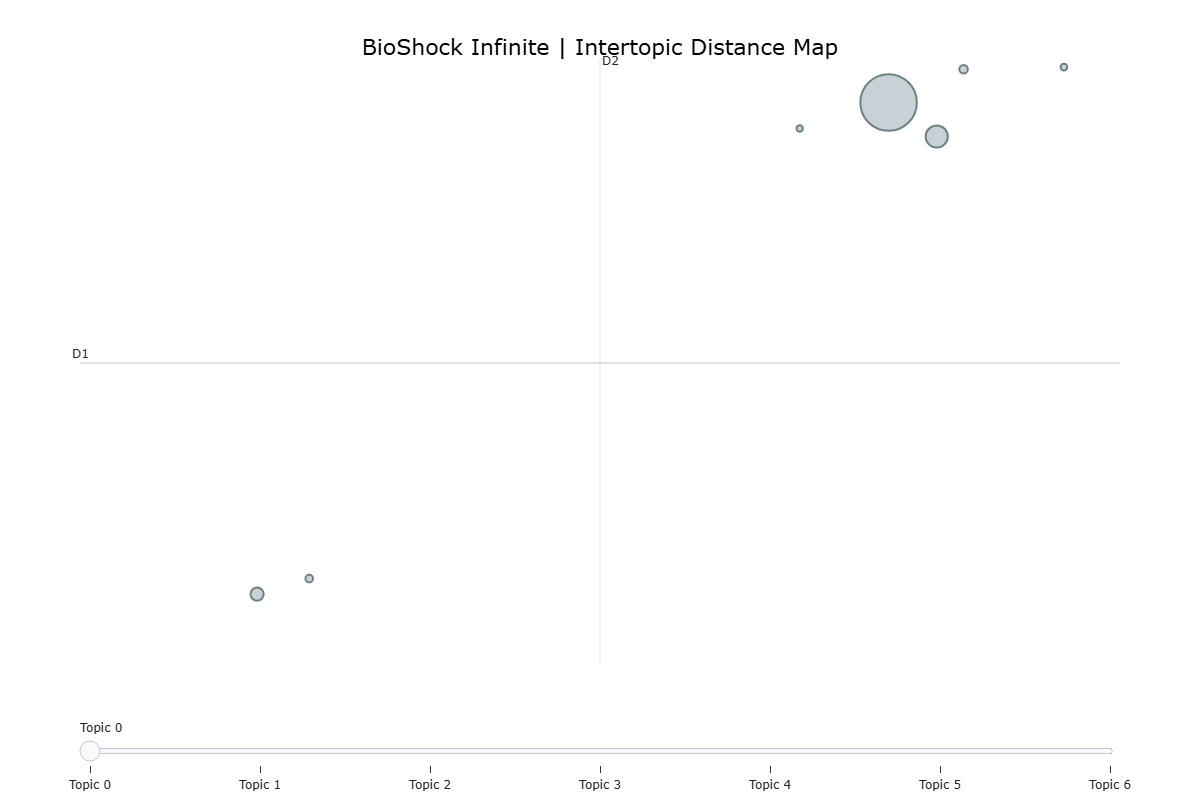 BioShock Infinite | Intertopic Distance Map
D2
D1
Topic 0
Topic 0 Topic 1 Topic 2 Topic 3 Topic 4 Topic 5 Topic 6